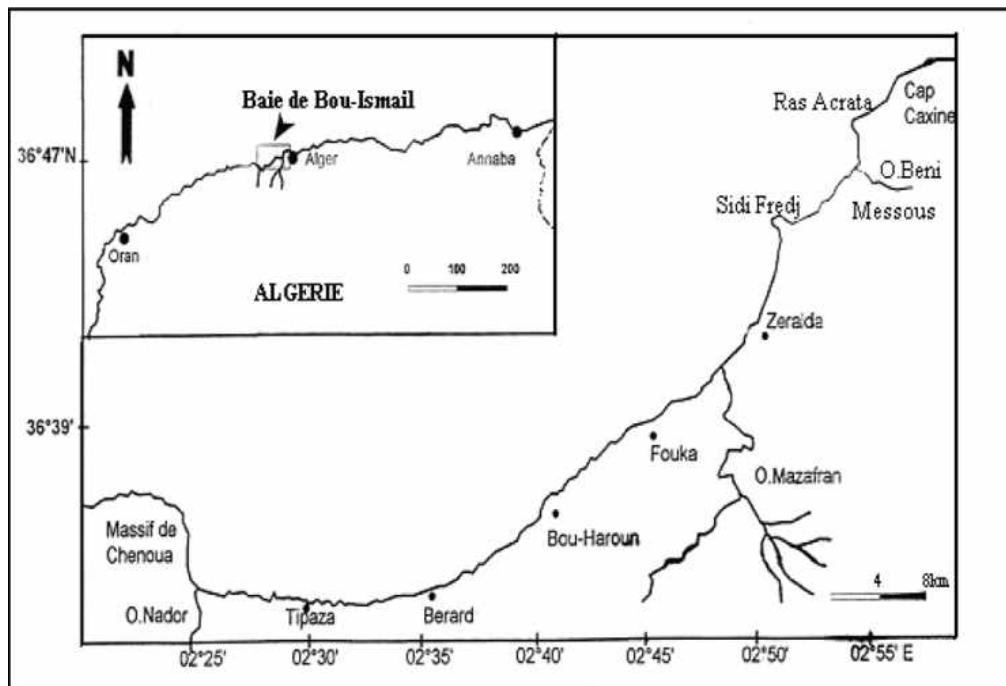 N
Baie de Bou-Ismail
36°47'N
Alger
Annaba
Oran
0 100 200
ALGERIE
Ras Acrata
Cap
Caxine
O.Beni
Messous
Sidi Fredj
Zeralda
36°39'
Fouka
O.Mazafran
Bou-Haroun
Massif de
Chenoua
O.Nador
Tipaza
Berard
4 8km
02°25' 02°30' 02°35' 02°40' 02°45' 02°50' 02°55' E